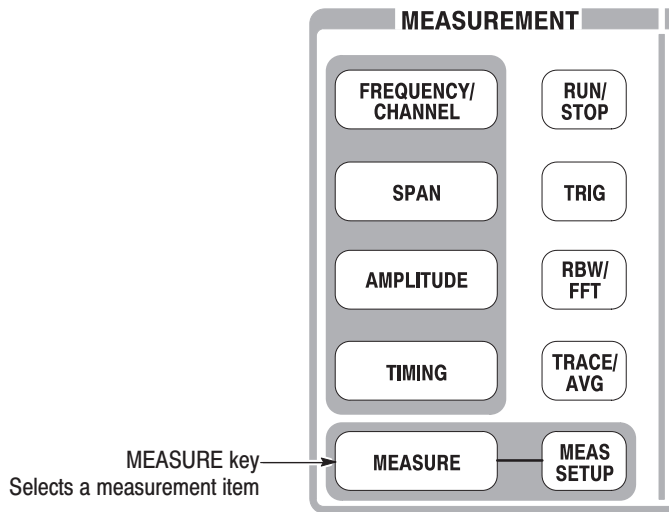 MEASUREMENT
FREQUENCY/
CHANNEL
RUN/
STOP
SPAN
TRIG
AMPLITUDE
RBW/
FFT
TIMING
TRACE/
AVG
MEASURE key
Selects a measurement item
MEASURE
MEAS
SETUP